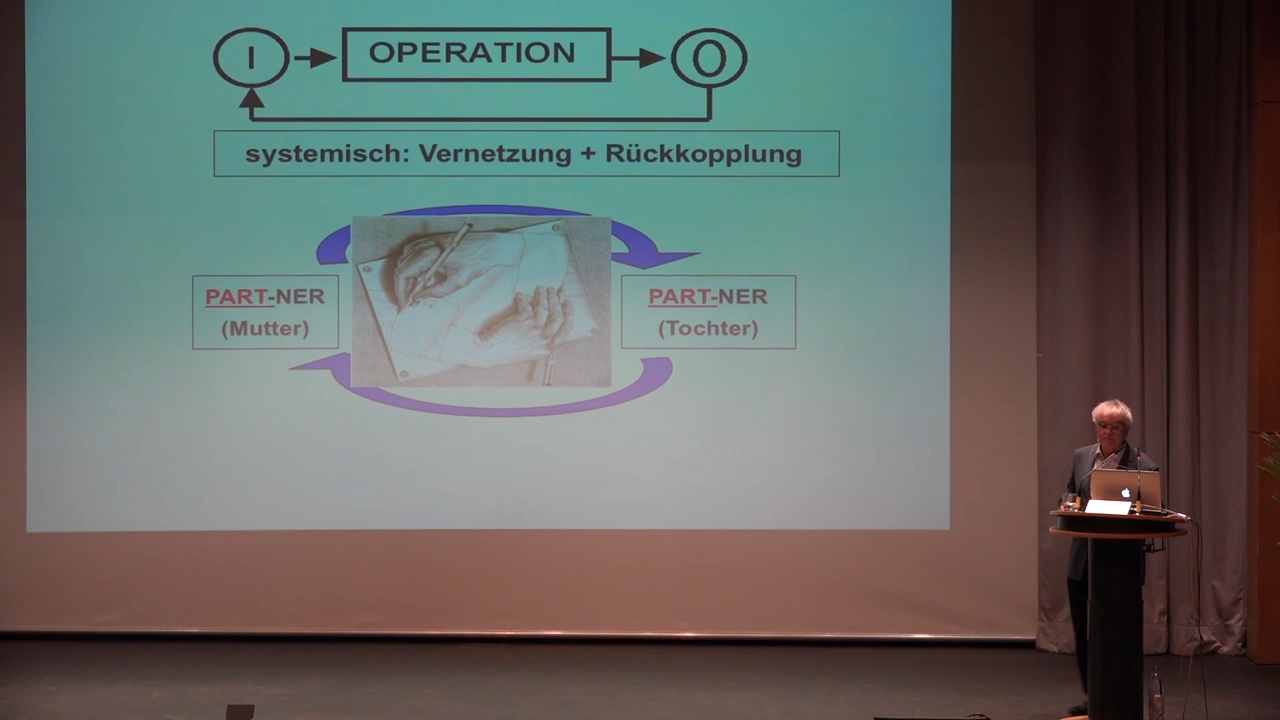 I OPERATION O
systemisch: Vernetzung + Rückkopplung
PART-NER
(Mutter)
PART-NER
(Tochter)